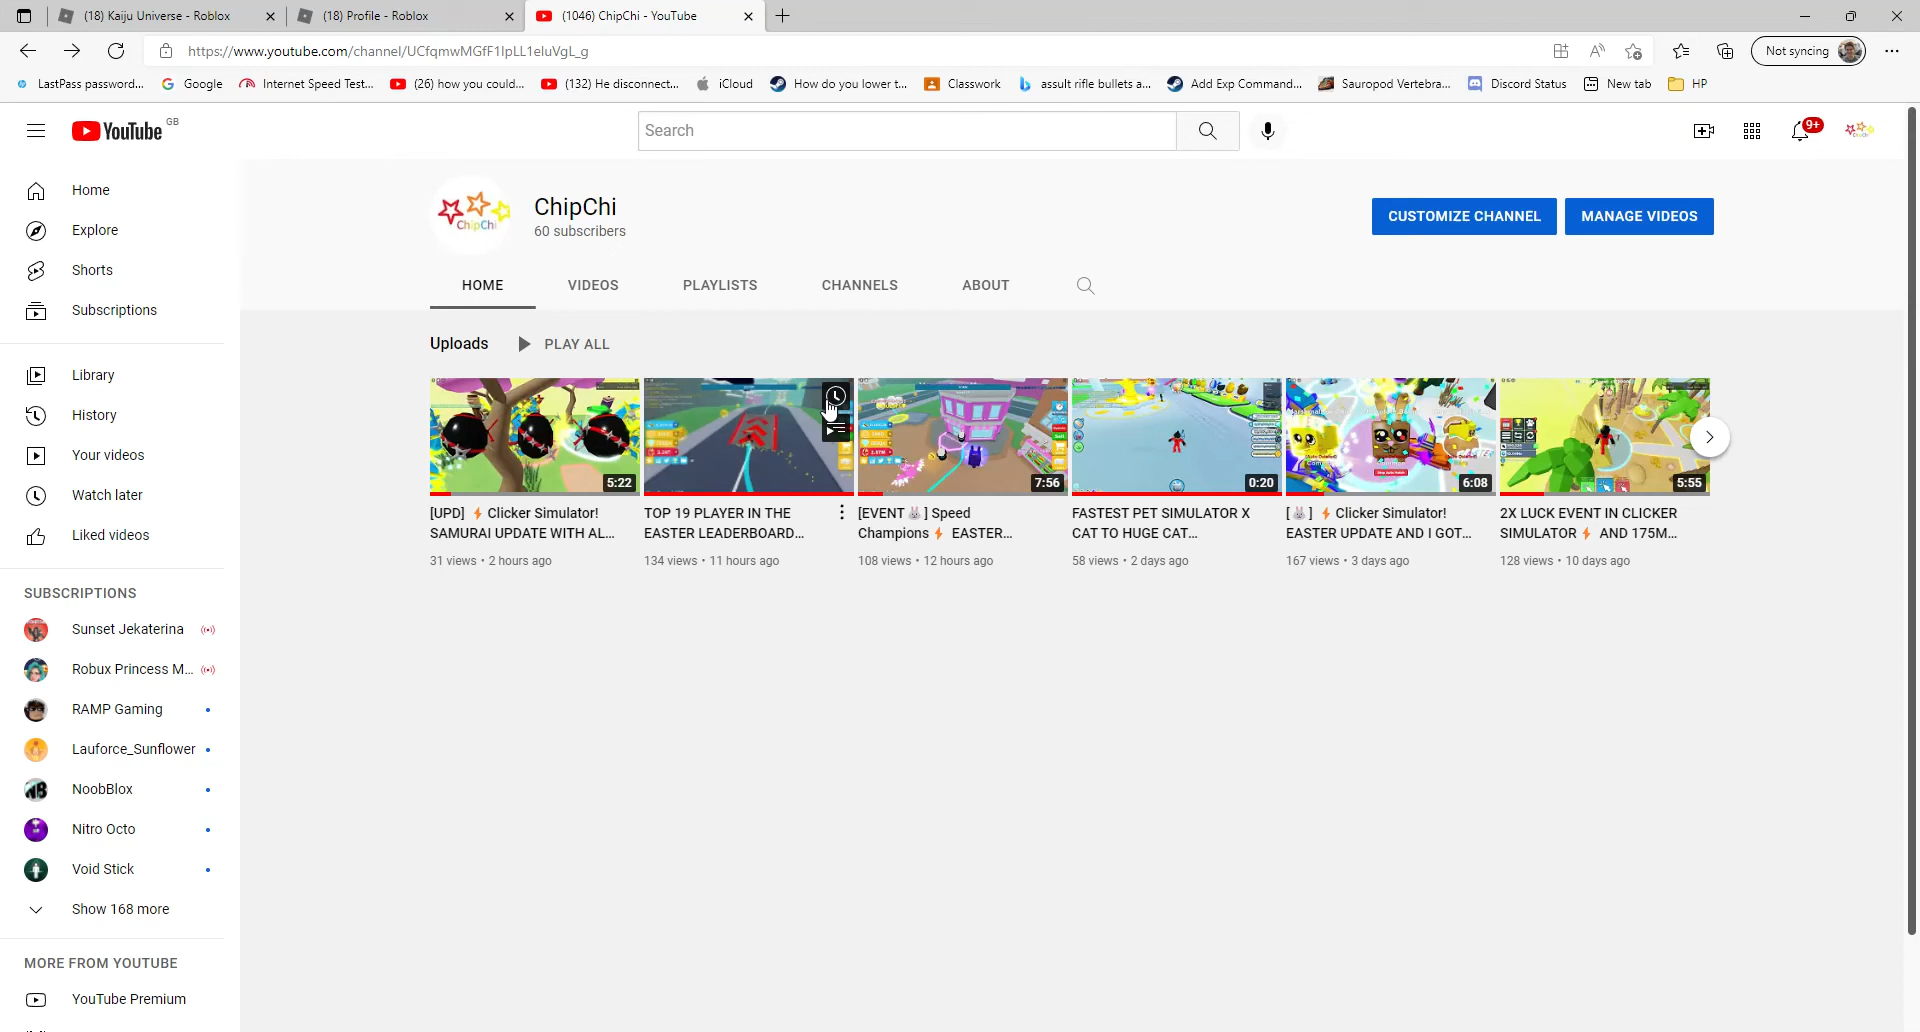 (18) Kaiju Universe - Roblox
(18) Profile - Roblox
(1046) ChipChi - YouTube
https://www.youtube.com/channel/UCfqmwMGfF1lpLL1eluVgL_g
Not syncing
LastPass password...
Google
Internet Speed Test...
(26) how you could...
(132) He disconnect...
iCloud
How do you lower t...
Classwork
assult rifle bullets a...
Add Exp Command...
Sauropod Vertebra...
Discord Status
New tab
HP
YouTube GB
Search
9+
Home
Explore
Shorts
Subscriptions
Library
History
Your videos
Watch later
Liked videos
SUBSCRIPTIONS
Sunset Jekaterina
Robux Princess M...
RAMP Gaming
Lauforce_Sunflower
NoobBlox
Nitro Octo
Void Stick
Show 168 more
MORE FROM YOUTUBE
YouTube Premium
ChipChi
ChipChi
60 subscribers
CUSTOMIZE CHANNEL
MANAGE VIDEOS
HOME
VIDEOS
PLAYLISTS
CHANNELS
ABOUT
Uploads
PLAY ALL
5:22
[UPD] ⚡ Clicker Simulator!
SAMURAI UPDATE WITH AL...
31 views • 2 hours ago
TOP 19 PLAYER IN THE
EASTER LEADERBOARD...
134 views • 11 hours ago
7:56
[EVENT🐰] Speed
Champions ⚡ EASTER...
108 views • 12 hours ago
0:20
FASTEST PET SIMULATOR X
CAT TO HUGE CAT...
58 views • 2 days ago
6:08
[🐰] ⚡ Clicker Simulator!
EASTER UPDATE AND I GOT...
167 views • 3 days ago
5:55
2X LUCK EVENT IN CLICKER
SIMULATOR ⚡ AND 175M...
128 views • 10 days ago